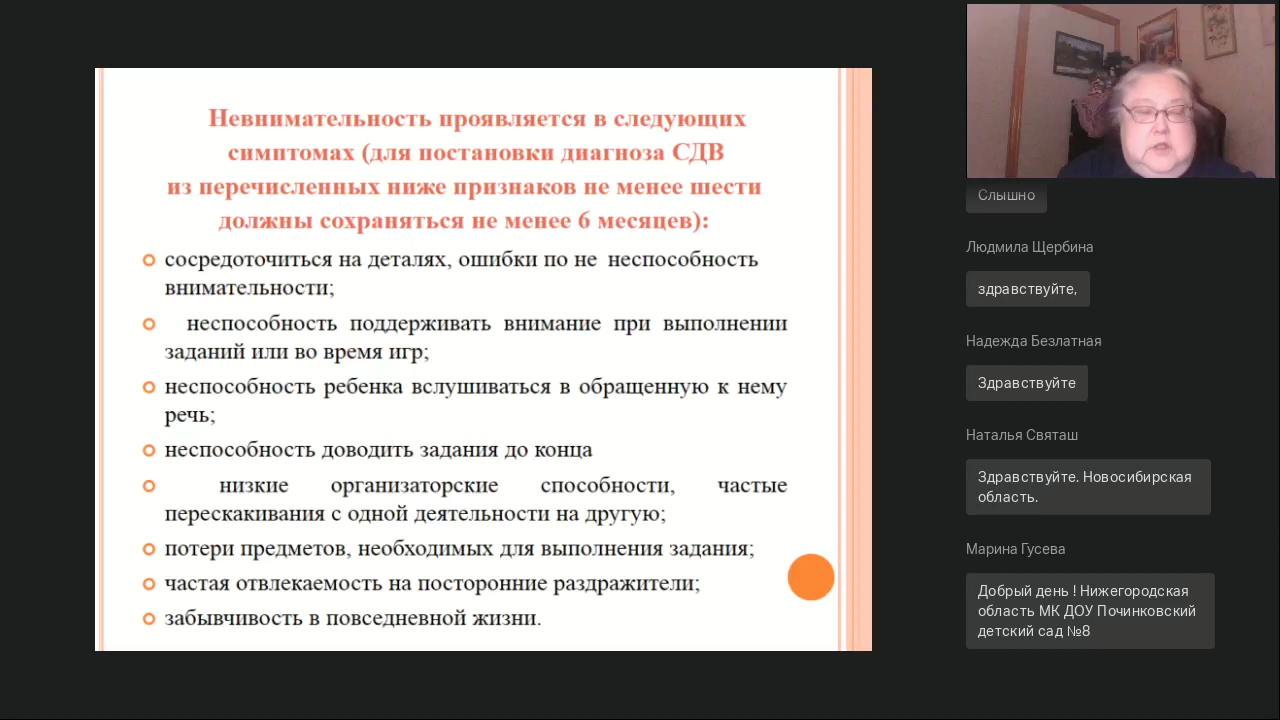 Невнимательность проявляется в следующих
симптомах (для постановки диагноза СДВ
из перечисленных ниже признаков не менее шести
должны сохраняться не менее 6 месяцев):
сосредоточиться на деталях, ошибки по не неспособность
внимательности;
неспособность поддерживать внимание при выполнении
заданий или во время игр;
неспособность ребенка вслушиваться в обращенную к нему
речь;
неспособность доводить задания до конца
низкие организаторские способности, частые
перескакивания с одной деятельности на другую;
потери предметов, необходимых для выполнения задания;
частая отвлекаемость на посторонние раздражители;
забывчивость в повседневной жизни.
Слышно
Людмила Щербина
здравствуйте,
Надежда Безлатная
Здравствуйте
Наталья Святаш
Здравствуйте. Новосибирская
область.
Марина Гусева
Добрый день ! Нижегородская
область МК ДОУ Починковский
детский сад №8